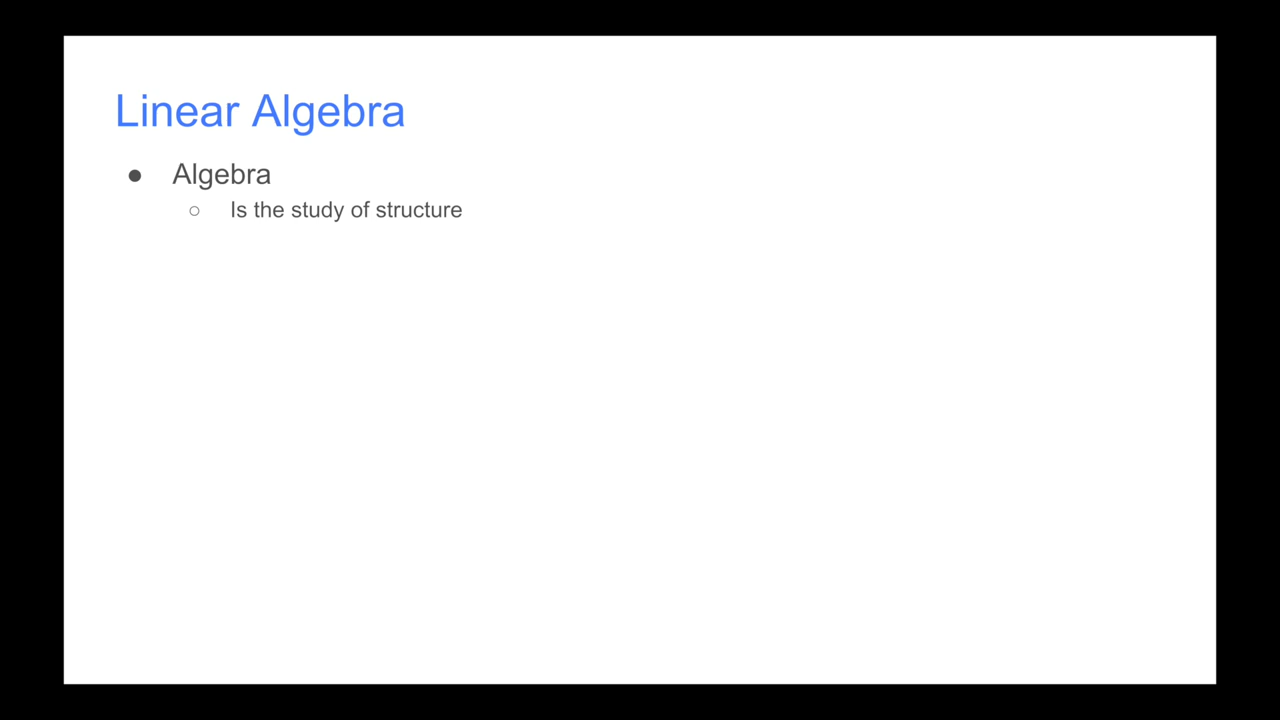 Linear Algebra
● Algebra
○ Is the study of structure